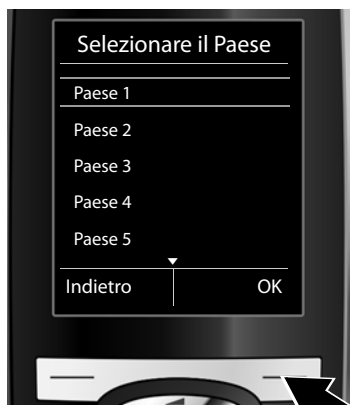 Selezionare il Paese
Paese 1
Paese 2
Paese 3
Paese 4
Paese 5
Indietro OK